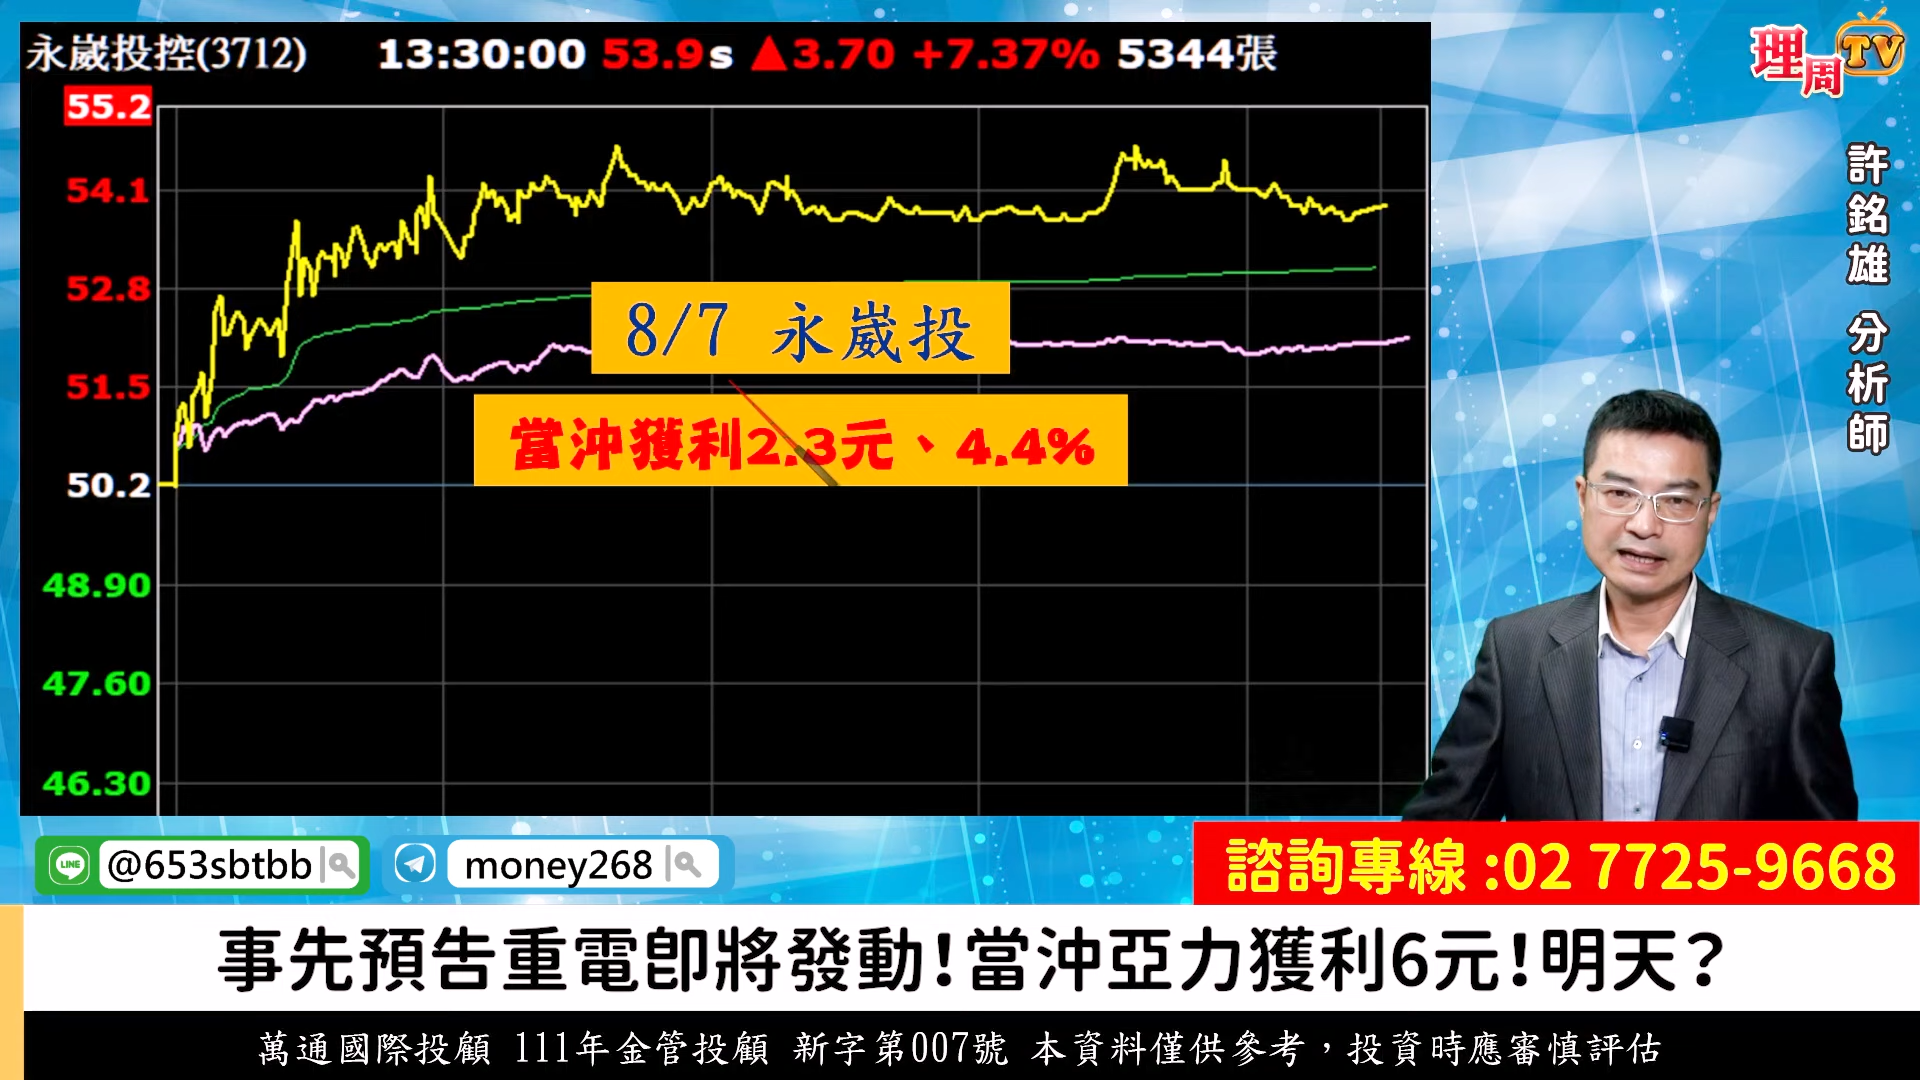 永崴投控(3712) 13:30:00 53.9s ▲3.70 +7.37% 5344張
55.2
54.1
52.8
51.5
50.2
48.90
47.60
46.30
8/7 永崴投
當沖獲利2.3元、4.4%
理周TV
許銘雄 分析師
LINE @653sbtbb
money268
諮詢專線:02 7725-9668
事先預告重電即將發動!當沖亞力獲利6元!明天?
萬通國際投顧 111年金管投顧 新字第007號 本資料僅供參考,投資時應審慎評估